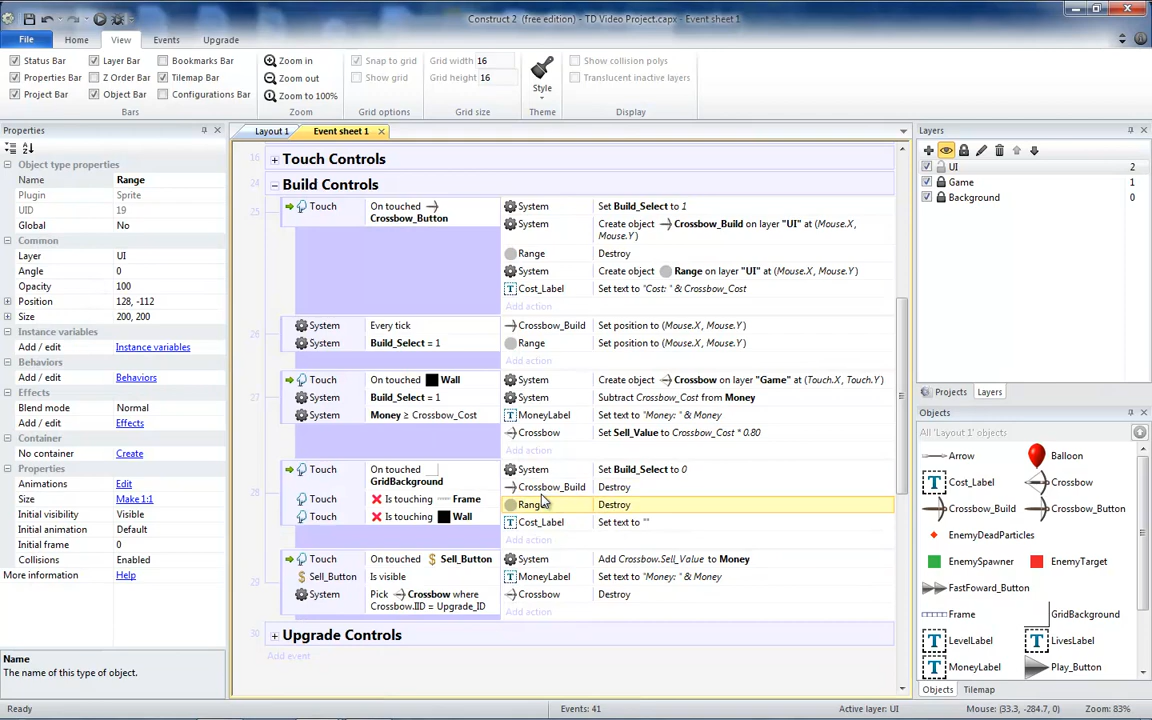 Construct 2 (free edition) - TD Video Project.capx - Event sheet 1
File Home View Events Upgrade
Status Bar Layer Bar Bookmarks Bar
Properties Bar Z Order Bar Tilemap Bar
Project Bar Object Bar Configurations Bar
Bars
Zoom in
Zoom out
Zoom to 100%
Zoom
Snap to grid
Show grid
Grid options
Grid width 16
Grid height 16
Grid size
Style
Theme
Show collision polys
Translucent inactive layers
Display
Properties
Object type properties
Name Range
Plugin Sprite
UID 19
Global No
Common
Layer UI
Angle 0
Opacity 100
Position 128, -112
Size 200, 200
Instance variables
Add / edit Instance variables
Behaviors
Add / edit Behaviors
Effects
Blend mode Normal
Add / edit Effects
Container
No container Create
Properties
Animations Edit
Size Make 1:1
Initial visibility Visible
Initial animation Default
Initial frame 0
Collisions Enabled
More information Help
Name
The name of this type of object.
Layout 1 Event sheet 1
16 Touch Controls
24 Build Controls
25 Touch On touched Crossbow_Button
System Set Build_Select to 1
System Create object Crossbow_Build on layer "UI" at (Mouse.X,
Mouse.Y)
Range Destroy
System Create object Range on layer "UI" at (Mouse.X, Mouse.Y)
Cost_Label Set text to "Cost: " & Crossbow_Cost
Add action
26 System Every tick Crossbow_Build Set position to (Mouse.X, Mouse.Y)
System Build_Select = 1 Range Set position to (Mouse.X, Mouse.Y)
Add action
27 Touch On touched Wall System Create object Crossbow on layer "Game" at (Touch.X, Touch.Y)
System Build_Select = 1 System Subtract Crossbow_Cost from Money
System Money ≥ Crossbow_Cost MoneyLabel Set text to "Money: " & Money
Crossbow Set Sell_Value to Crossbow_Cost * 0.80
Add action
28 Touch On touched GridBackground System Set Build_Select to 0
Crossbow_Build Destroy
Touch Is touching Frame Range Destroy
Touch Is touching Wall Cost_Label Set text to ""
Add action
29 Touch On touched Sell_Button System Add Crossbow.Sell_Value to Money
Sell_Button Is visible MoneyLabel Set text to "Money: " & Money
System Pick Crossbow where Crossbow Destroy
Crossbow.IID = Upgrade_ID Add action
30 Upgrade Controls
Add event
Layers
UI 2
Game 1
Background 0
Projects Layers
Objects
All 'Layout 1' objects
Arrow Balloon
Cost_Label Crossbow
Crossbow_Build Crossbow_Button
EnemyDeadParticles
EnemySpawner EnemyTarget
FastFoward_Button
Frame GridBackground
LevelLabel LivesLabel
MoneyLabel Play_Button
Objects Tilemap
Ready Events: 41 Active layer: UI Mouse: (33.3, -284.7, 0) Zoom: 83%